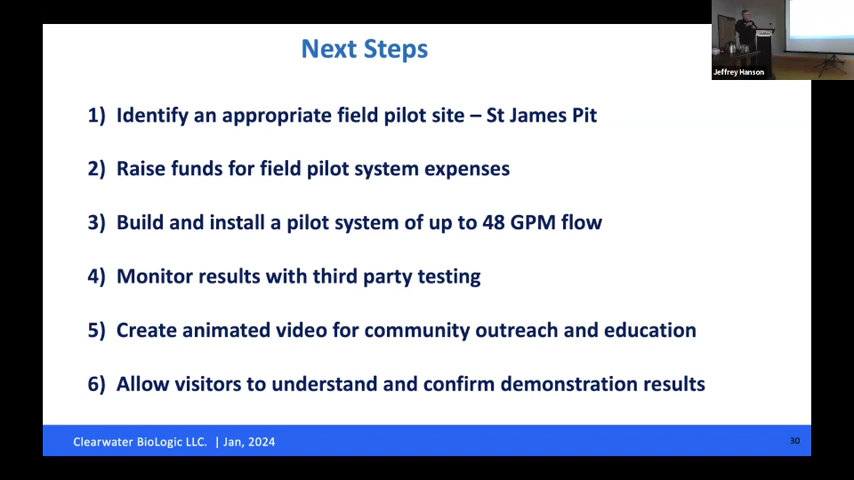 Next Steps
Jeffrey Hanson
1) Identify an appropriate field pilot site – St James Pit
2) Raise funds for field pilot system expenses
3) Build and install a pilot system of up to 48 GPM flow
4) Monitor results with third party testing
5) Create animated video for community outreach and education
6) Allow visitors to understand and confirm demonstration results
Clearwater BioLogic LLC. | Jan, 2024
30